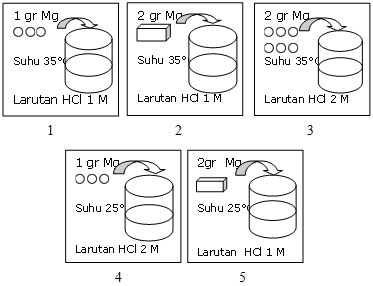 1 gr Mg
Suhu 35°
Larutan HCl 1 M
1
2 gr Mg
Suhu 35°
Larutan HCl 1 M
2
2 gr Mg
Suhu 35°C
Larutan HCl 2 M
3
1 gr Mg
Suhu 25°
Larutan HCl 2 M
4
2gr Mg
Suhu 25°C
Larutan HCl 1 M
5